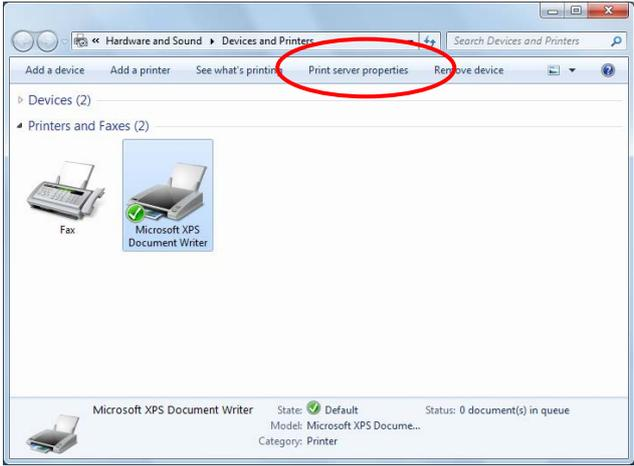 « Hardware and Sound ▸ Devices and Printers
Search Devices and Printers
Add a device Add a printer See what's printing Print server properties Remove device
Devices (2)
Printers and Faxes (2)
Fax
Microsoft XPS
Document Writer
Microsoft XPS Document Writer State: Default Status: 0 document(s) in queue
Model: Microsoft XPS Docume...
Category: Printer